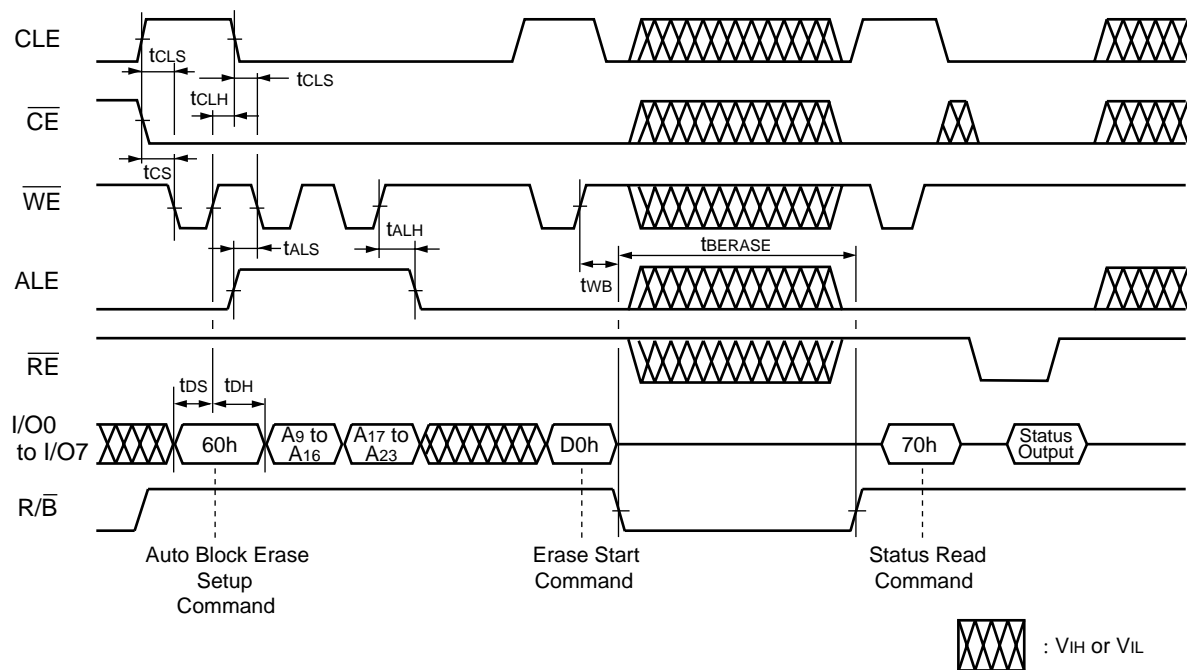 CLE
tCLS
tCLS
tCLH
CE
tCS
WE
tALS
tALH
tBERASE
tWB
ALE
RE
tDS
tDH
I/O0
to I/O7
60h
A9 to
A16
A17 to
A23
D0h
70h
Status
Output
R/B
Auto Block Erase
Setup
Command
Erase Start
Command
Status Read
Command
: VIH or VIL